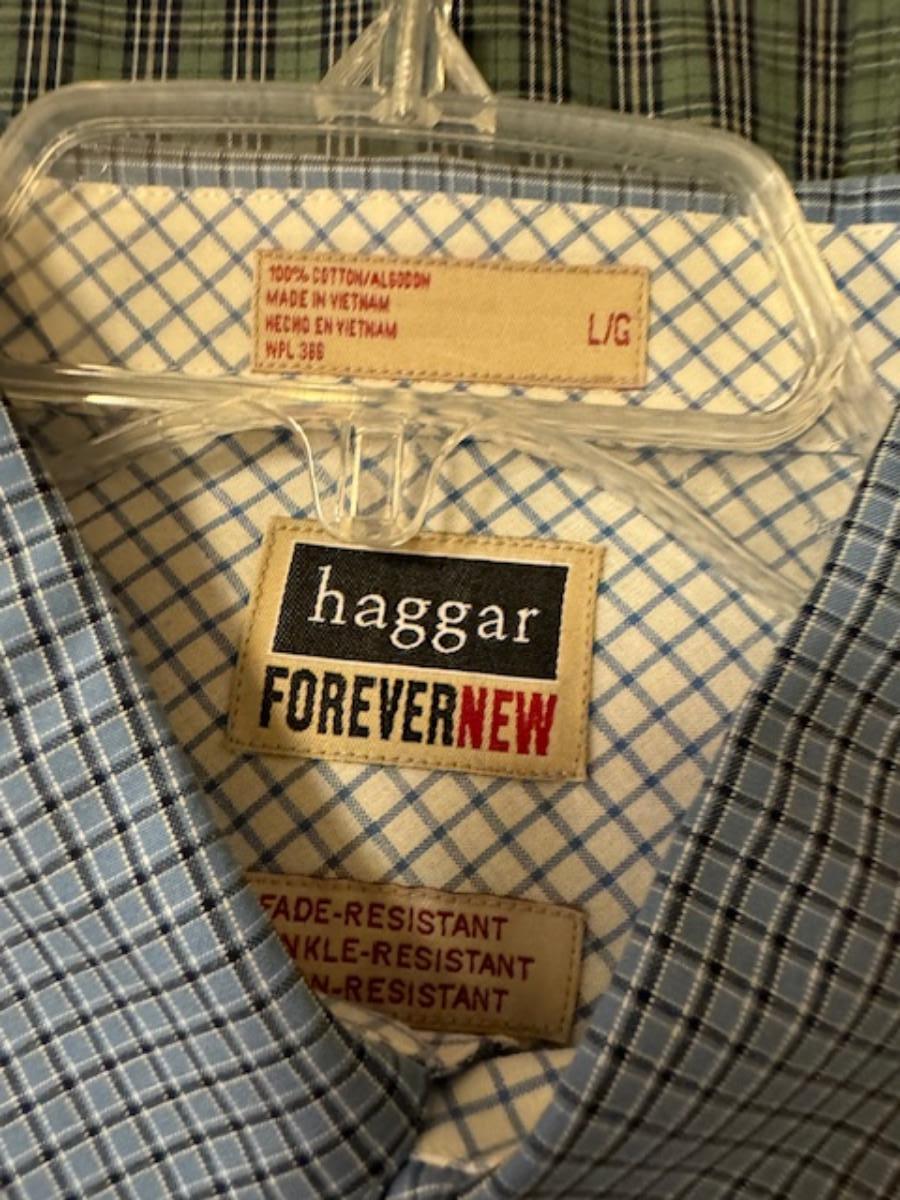 100% COTTON/ALGODON
MADE IN VIETNAM
HECHO EN VIETNAM
WPL 386
L/G
haggar
FOREVERNEW
FADE-RESISTANT
NKLE-RESISTANT
N-RESISTANT